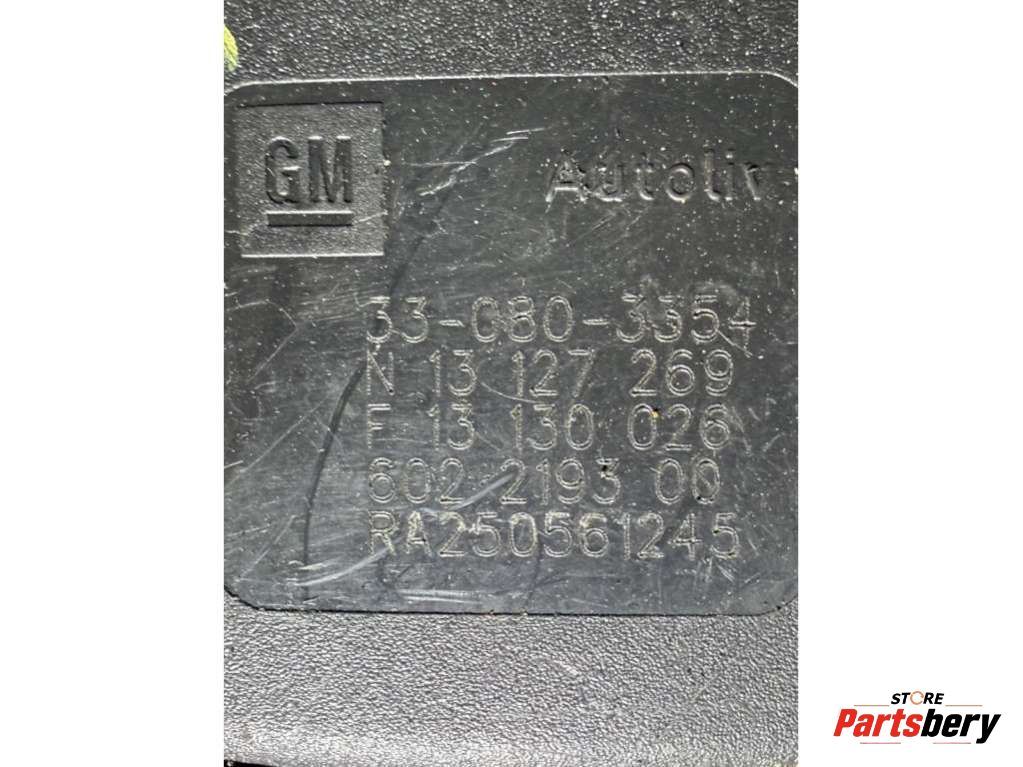 GM
Autoliv
33-080-3354
N 13 127 269
F 13 130 026
602 2193 00
RA250561245
STORE
Partsbery